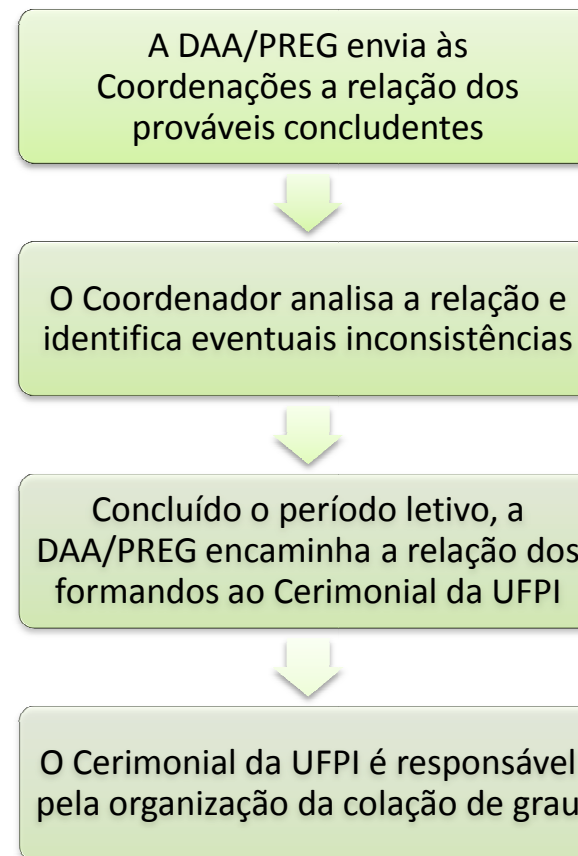 A DAA/PREG envia às
Coordenações a relação dos
prováveis concludentes
O Coordenador analisa a relação e
identifica eventuais inconsistências
Concluído o período letivo, a
DAA/PREG encaminha a relação dos
formandos ao Cerimonial da UFPI
O Cerimonial da UFPI é responsável
pela organização da colação de grau